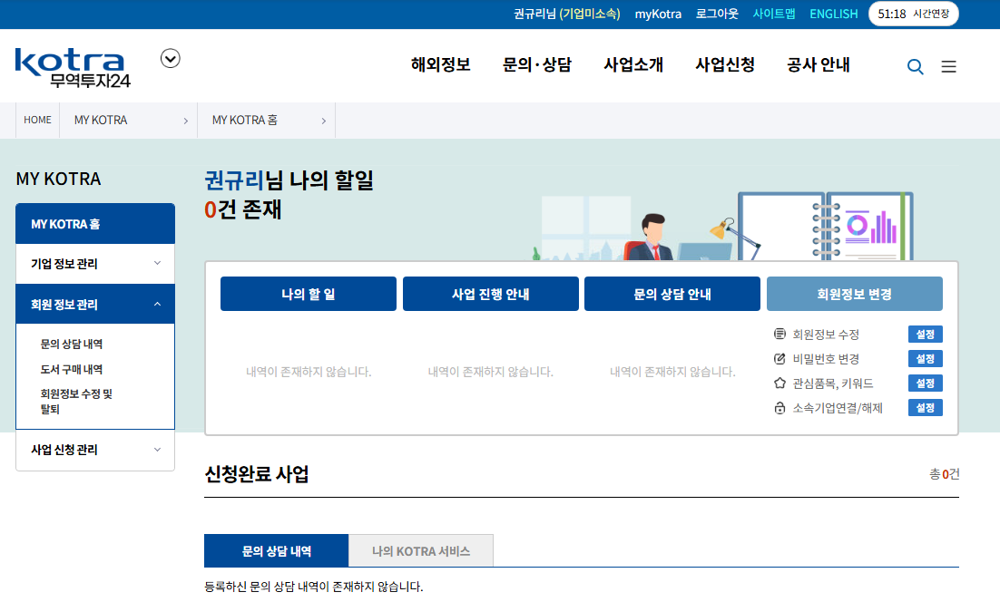 권규리님 (기업미소속) myKotra 로그아웃 사이트맵 ENGLISH 51:18 시간연장
kotra
무역투자24
해외정보 문의·상담 사업소개 사업신청 공사 안내
HOME MY KOTRA MY KOTRA 홈
MY KOTRA
MY KOTRA 홈
기업 정보 관리
회원 정보 관리
문의 상담 내역
도서 구매 내역
회원정보 수정 및
탈퇴
사업 신청 관리
권규리님 나의 할일
0건 존재
나의 할 일 사업 진행 안내 문의 상담 안내 회원정보 변경
내역이 존재하지 않습니다. 내역이 존재하지 않습니다. 내역이 존재하지 않습니다.
회원정보 수정 설정
비밀번호 변경 설정
관심품목, 키워드 설정
소속기업연결/해제 설정
신청완료 사업 총 0건
문의 상담 내역 나의 KOTRA 서비스
등록하신 문의 상담 내역이 존재하지 않습니다.